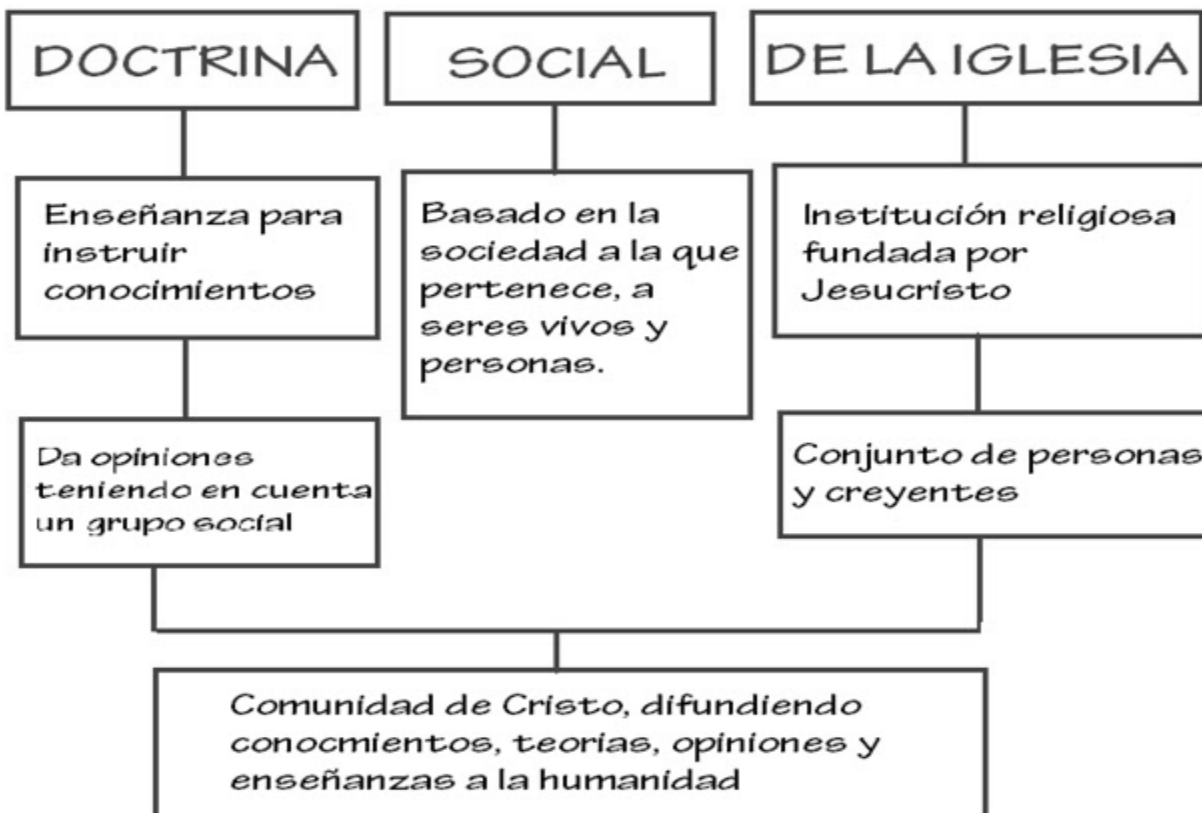 DOCTRINA
SOCIAL
DE LA IGLESIA
Enseñanza para
instruir
conocimientos
Basado en la
sociedad a la que
pertenece, a
seres vivos y
personas.
Institución religiosa
fundada por
Jesucristo
Da opiniones
teniendo en cuenta
un grupo social
Conjunto de personas
y creyentes
Comunidad de Cristo, difundiendo
conocmientos, teorias, opiniones y
enseñanzas a la humanidad